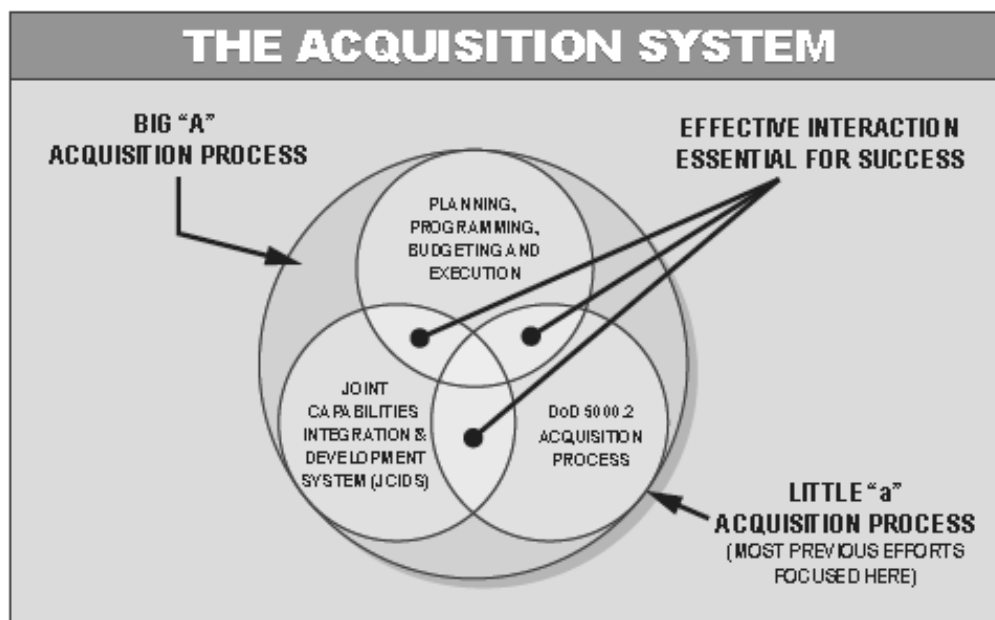 THE ACQUISITION SYSTEM
BIG “A”
ACQUISITION PROCESS
EFFECTIVE INTERACTION
ESSENTIAL FOR SUCCESS
PLANNING,
PROGRAMMING,
BUDGETING AND
EXECUTION
JOINT
CAPABILITIES
INTEGRATION &
DEVELOPMENT
SYSTEM (JCIDS)
DoD 5000.2
ACQUISITION
PROCESS
LITTLE “a”
ACQUISITION PROCESS
(MOST PREVIOUS EFFORTS
FOCUSED HERE)